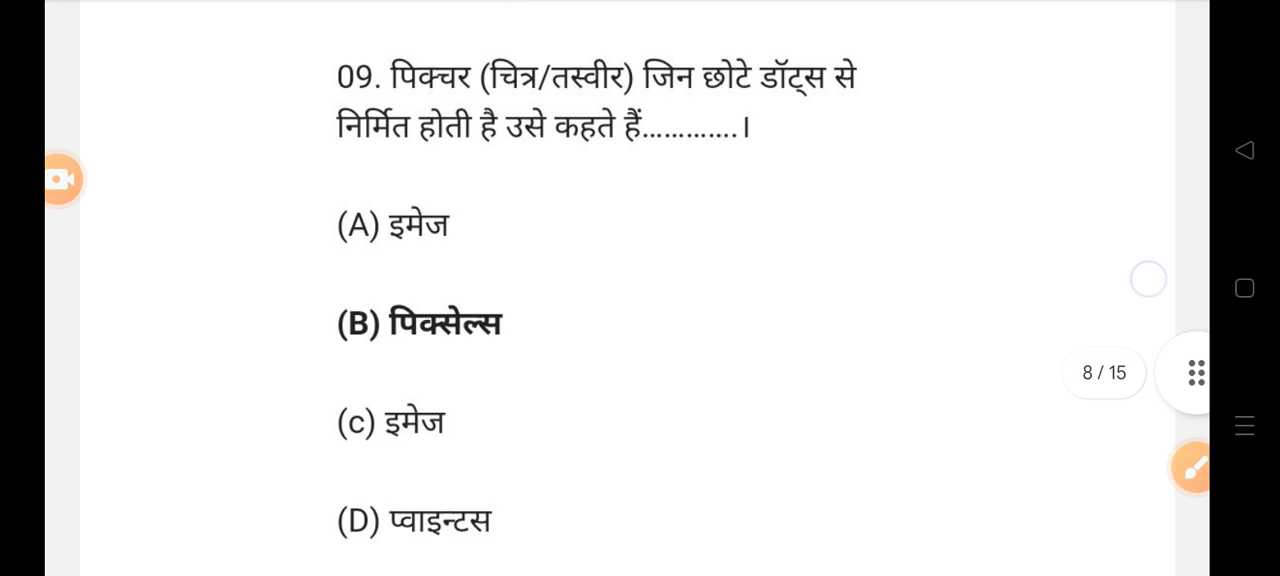 09. पिक्चर (चित्र/तस्वीर) जिन छोटे डॉट्स से
निर्मित होती है उसे कहते हैं.............।
(A) इमेज
(B) पिक्सेल्स
(c) इमेज
8 / 15
(D) प्वाइन्टस